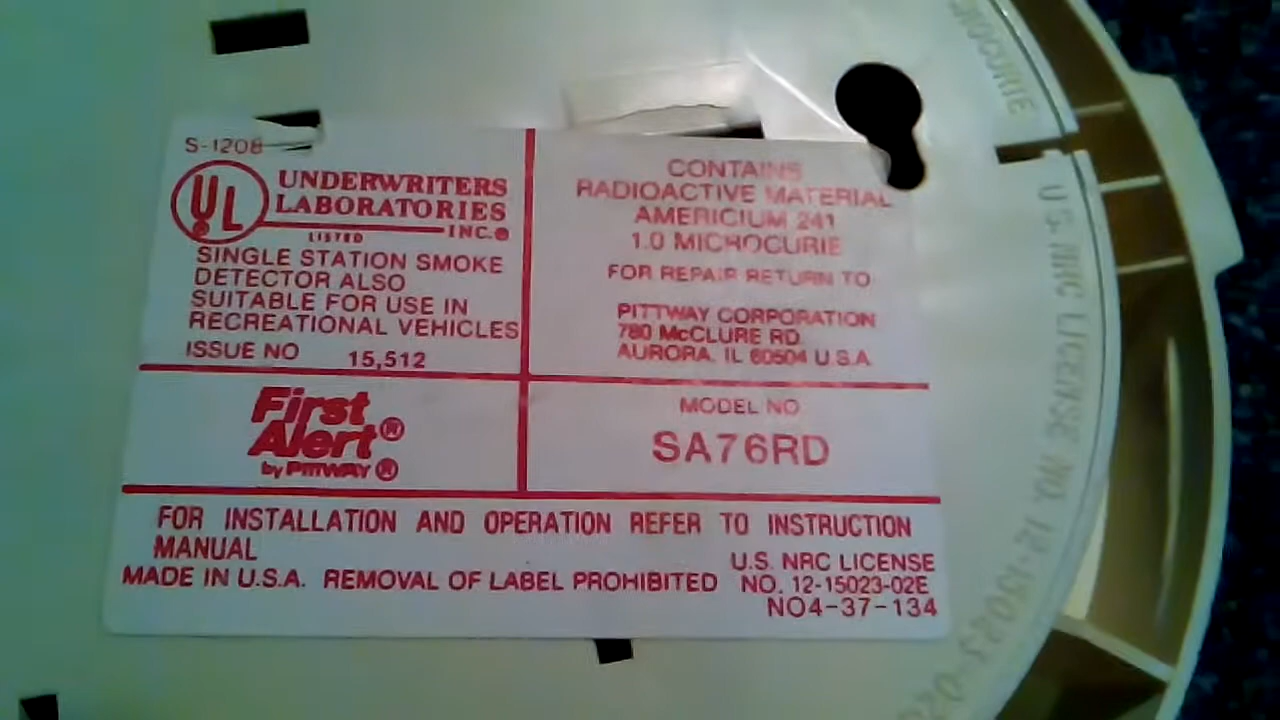 S-1208
UL
®
UNDERWRITERS
LABORATORIES
INC.®
LISTED
SINGLE STATION SMOKE
DETECTOR ALSO
SUITABLE FOR USE IN
RECREATIONAL VEHICLES
ISSUE NO 15,512
CONTAINS
RADIOACTIVE MATERIAL
AMERICIUM 241
1.0 MICROCURIE
FOR REPAIR RETURN TO
PITTWAY CORPORATION
780 McCLURE RD.
AURORA, IL 60504 U.S.A
First
Alert®
by PITTWAY®
MODEL NO
SA76RD
FOR INSTALLATION AND OPERATION REFER TO INSTRUCTION
MANUAL
MADE IN U.S.A. REMOVAL OF LABEL PROHIBITED
U.S. NRC LICENSE
NO. 12-15023-02E
NO4-37-134
U.S. NRC LICENSE NO. 12-15023-02